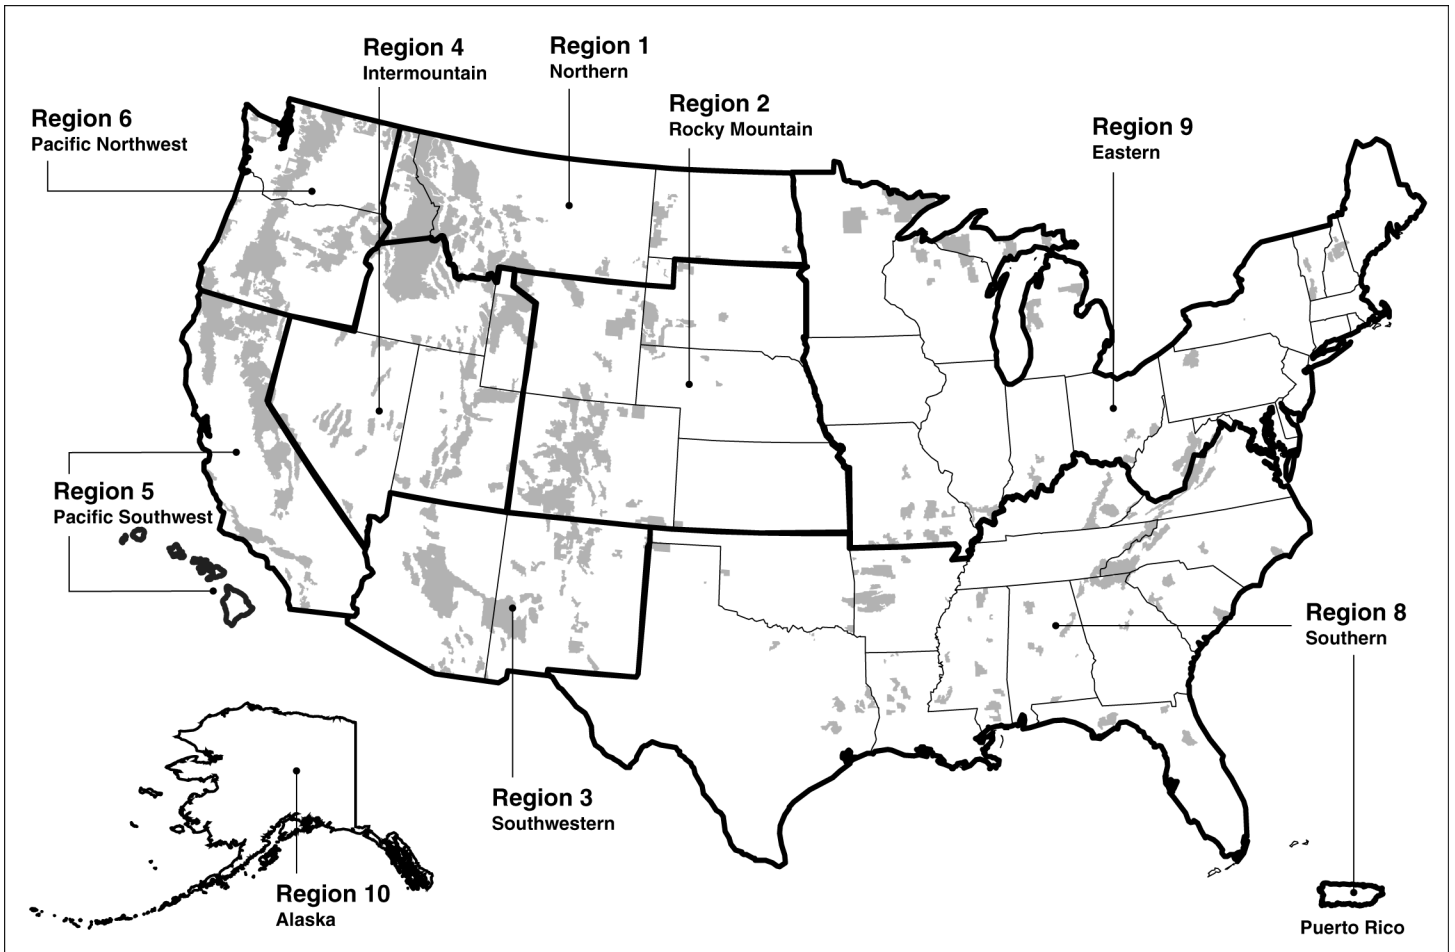 Region 4
Intermountain
Region 1
Northern
Region 2
Rocky Mountain
Region 6
Pacific Northwest
Region 9
Eastern
Region 5
Pacific Southwest
Region 8
Southern
Region 3
Southwestern
Region 10
Alaska
Puerto Rico